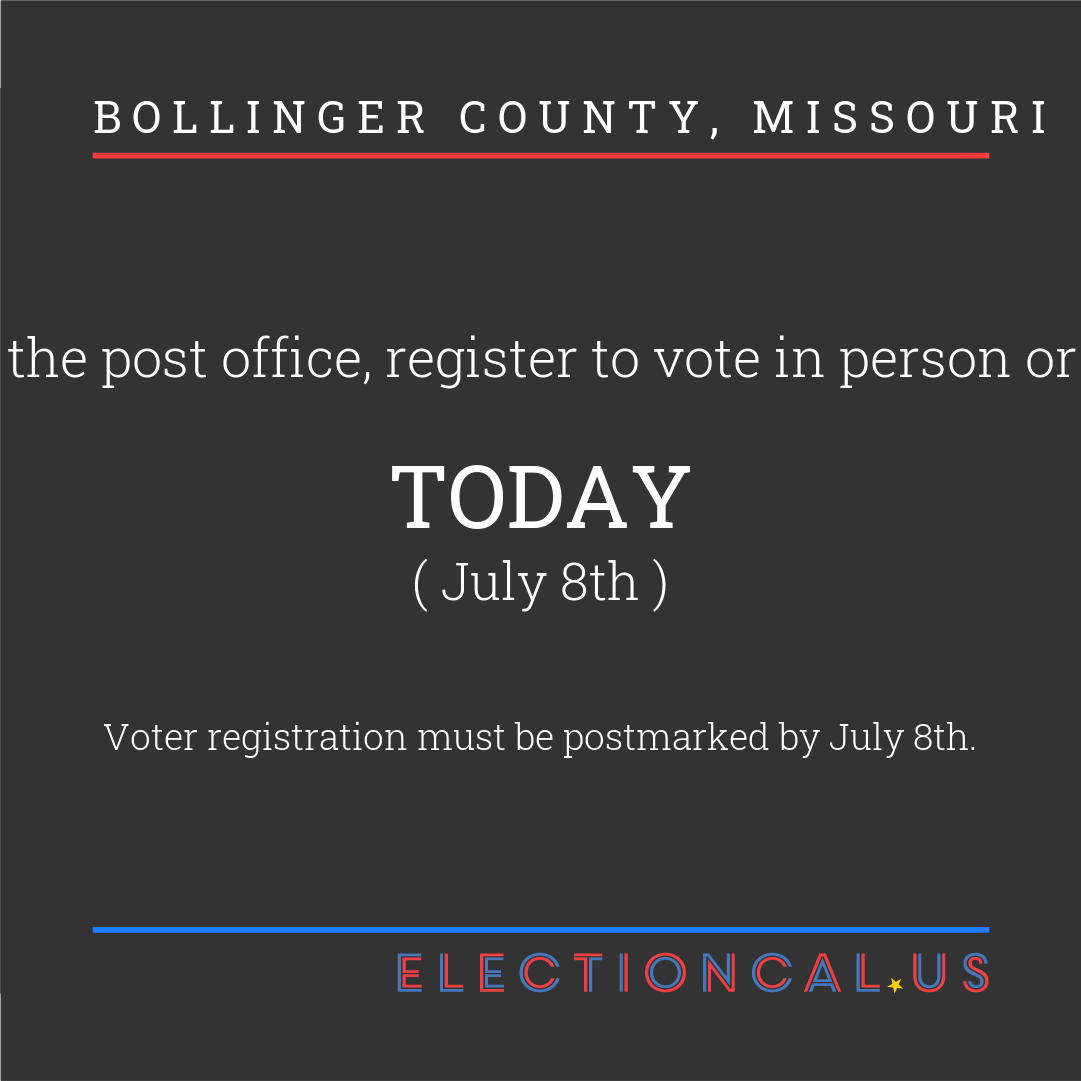 BOLLINGER COUNTY, MISSOURI
the post office, register to vote in person or
TODAY
( July 8th )
Voter registration must be postmarked by July 8th.
ELECTIONCAL.US